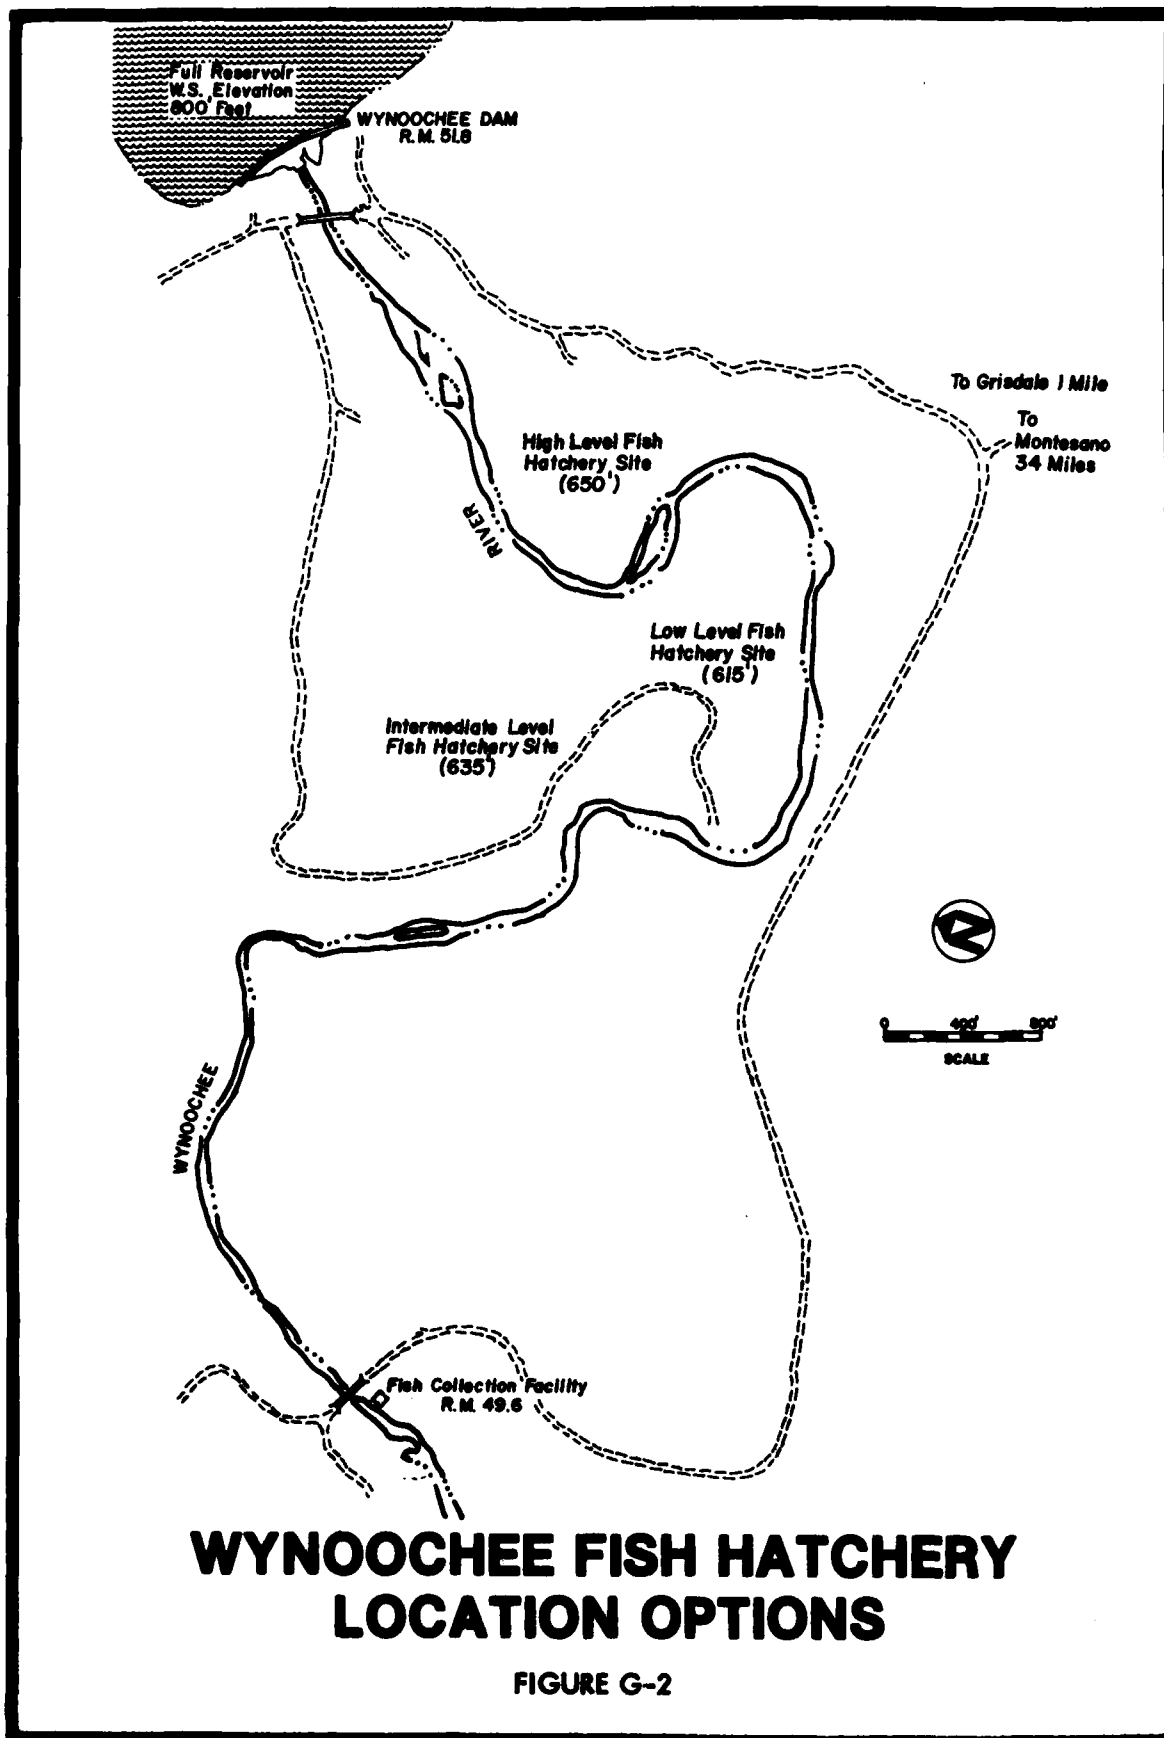 Full Reservoir
W.S. Elevation
800 Feet
WYNOOCHEE DAM
R.M. 51.8
To Grisdale 1 Mile
To
Montesano
34 Miles
High Level Fish
Hatchery Site
(650')
RIVER
Low Level Fish
Hatchery Site
(615')
Intermediate Level
Fish Hatchery Site
(635')
N
0 400' 800'
SCALE
WYNOOCHEE
Fish Collection Facility
R.M. 49.6
WYNOOCHEE FISH HATCHERY
LOCATION OPTIONS
FIGURE G-2